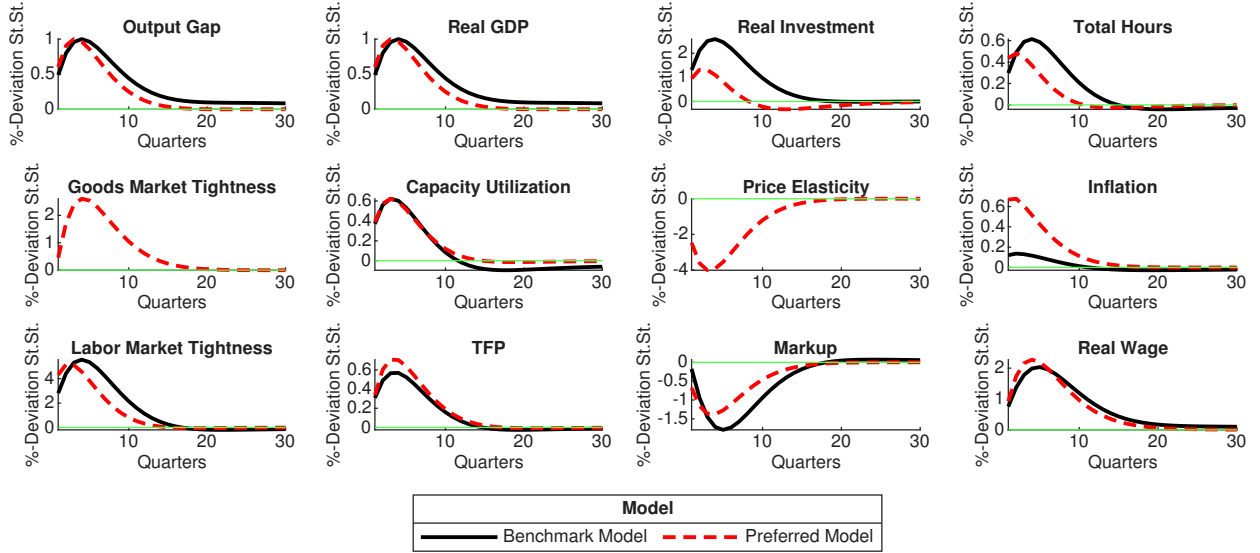 Output Gap
%-Deviation St.St.
1
0.5
0
10
20
30
Quarters
Real GDP
%-Deviation St.St.
1
0.5
0
10
20
30
Quarters
Real Investment
%-Deviation St.St.
2
1
0
10
20
30
Quarters
Total Hours
%-Deviation St.St.
0.6
0.4
0.2
0
10
20
30
Quarters
Goods Market Tightness
%-Deviation St.St.
2
1
0
10
20
30
Quarters
Capacity Utilization
%-Deviation St.St.
0.6
0.4
0.2
0
10
20
30
Quarters
Price Elasticity
%-Deviation St.St.
0
-2
-4
10
20
30
Quarters
Inflation
%-Deviation St.St.
0.6
0.4
0.2
0
10
20
30
Quarters
Labor Market Tightness
%-Deviation St.St.
4
2
0
10
20
30
Quarters
TFP
%-Deviation St.St.
0.6
0.4
0.2
0
10
20
30
Quarters
Markup
%-Deviation St.St.
0
-0.5
-1
-1.5
10
20
30
Quarters
Real Wage
%-Deviation St.St.
2
1
0
10
20
30
Quarters
Model
Benchmark Model
Preferred Model